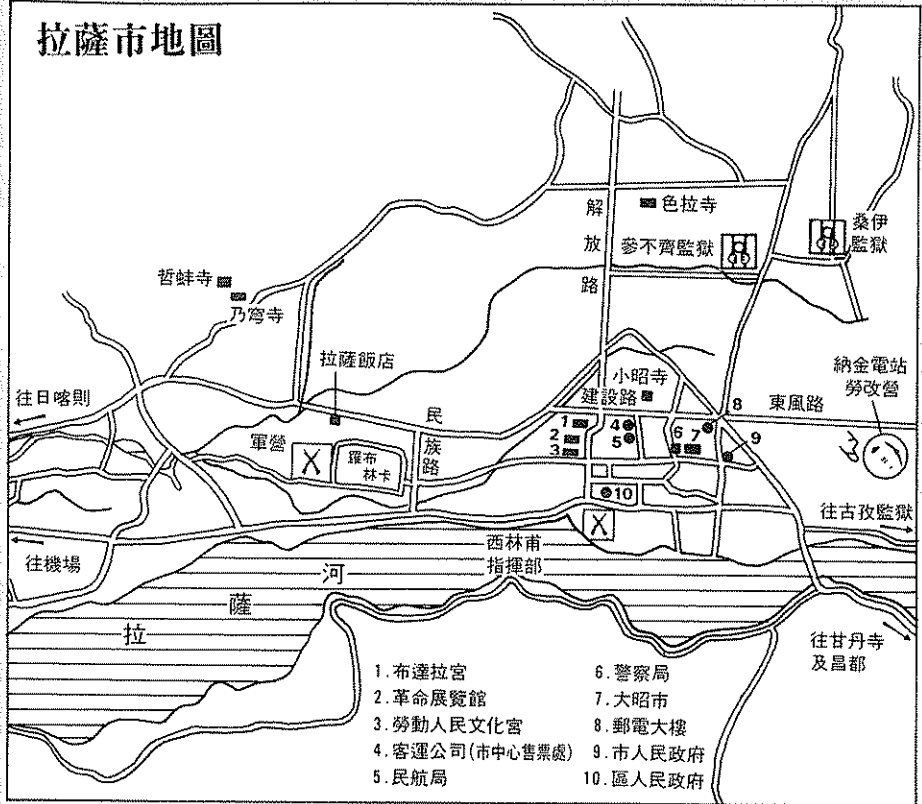 拉薩市地圖
解放路
色拉寺
參不齊監獄
桑伊
監獄
哲蚌寺
乃穹寺
拉薩飯店
小昭寺
納金電站
勞改營
往日喀則
民族路
建設路
東風路
8
1
2
3
4
5
6
7
9
軍營
羅布
林卡
10
往古孜監獄
往機場
西林甫
指揮部
拉薩河
往甘丹寺
及昌都
1.布達拉宮
2.革命展覽館
3.勞動人民文化宮
4.客運公司(市中心售票處)
5.民航局
6.警察局
7.大昭市
8.郵電大樓
9.市人民政府
10.區人民政府